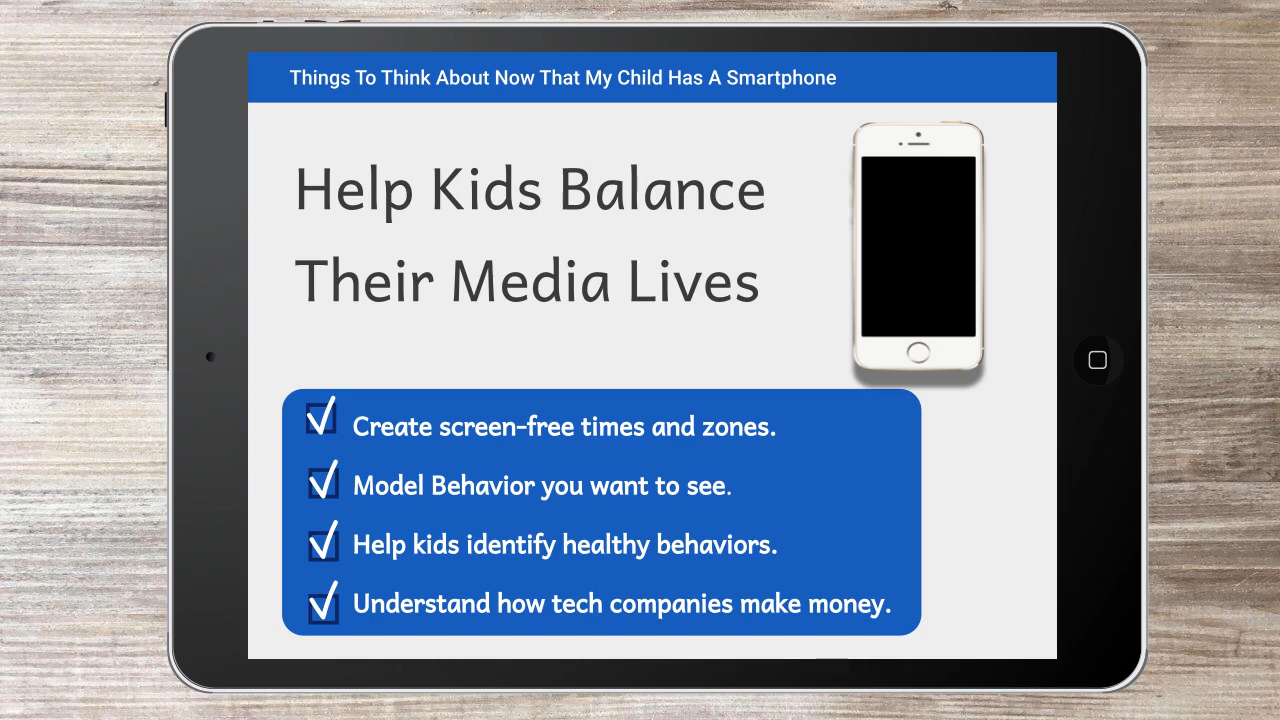 Things To Think About Now That My Child Has A Smartphone
Help Kids Balance
Their Media Lives
Create screen-free times and zones.
Model Behavior you want to see.
Help kids identify healthy behaviors.
Understand how tech companies make money.